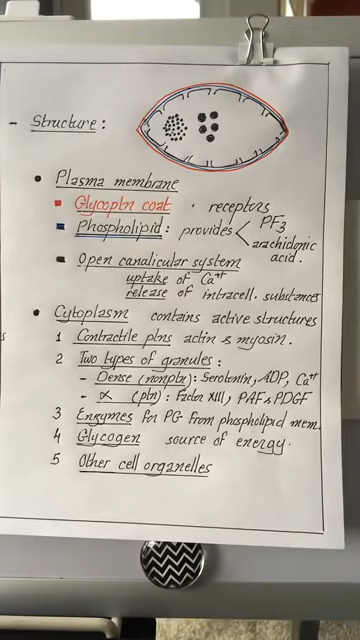 - Structure:
• Plasma membrane
▪ Glycoptn coat . receptors
▪ Phospholipid: provides < PF3
arachidonic
acid.
▪ Open canalicular system
uptake of Ca⁺⁺
release of intracell. substances
• Cytoplasm contains active structures
1 Contractile ptns actin & myosin.
2 Two types of granules:
- Dense (nonptn): Serotonin, ADP, Ca⁺⁺
- ∝ (ptn): Factor XIII, PAF & PDGF
3 Enzymes for PG from phospholipid mem.
4 Glycogen source of energy.
5 Other cell organelles